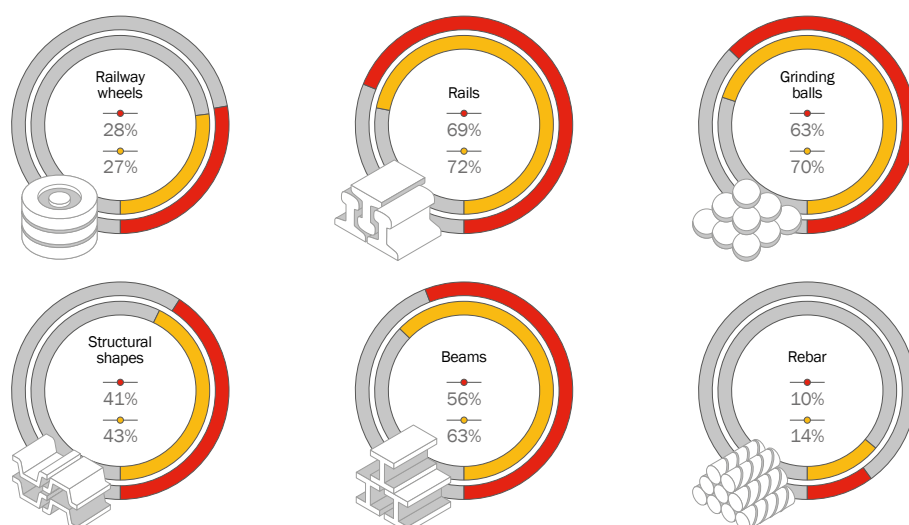 Railway
wheels
28%
27%
Rails
69%
72%
Grinding
balls
63%
70%
Structural
shapes
41%
43%
Beams
56%
63%
Rebar
10%
14%